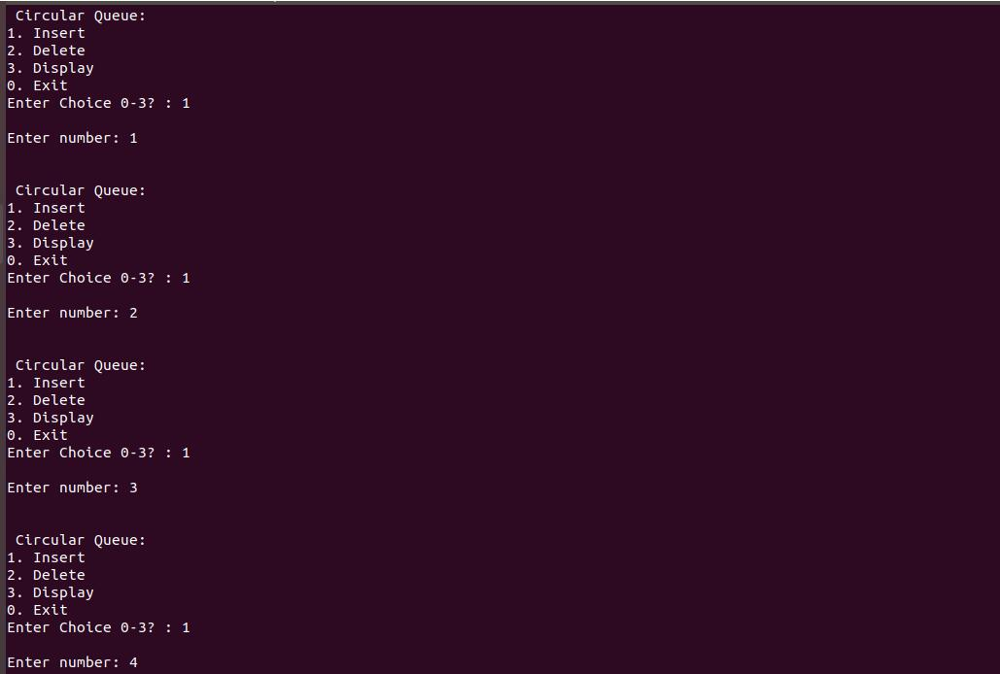 Circular Queue:
1. Insert
2. Delete
3. Display
0. Exit
Enter Choice 0-3? : 1
Enter number: 1
Circular Queue:
1. Insert
2. Delete
3. Display
0. Exit
Enter Choice 0-3? : 1
Enter number: 2
Circular Queue:
1. Insert
2. Delete
3. Display
0. Exit
Enter Choice 0-3? : 1
Enter number: 3
Circular Queue:
1. Insert
2. Delete
3. Display
0. Exit
Enter Choice 0-3? : 1
Enter number: 4